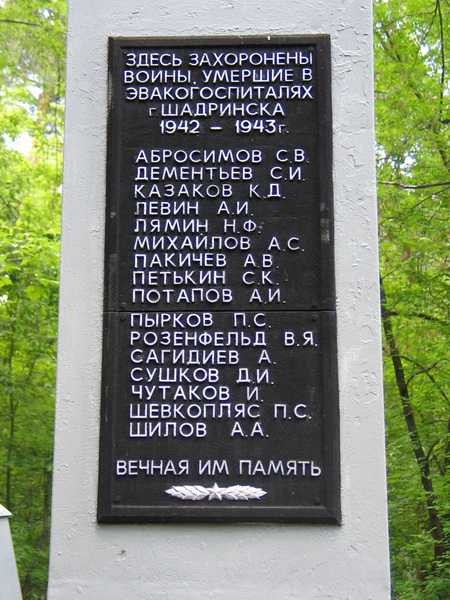 ЗДЕСЬ ЗАХОРОНЕНЫ
ВОИНЫ, УМЕРШИЕ В
ЭВАКОГОСПИТАЛЯХ
г ШАДРИНСКА
1942 – 1943г.
АБРОСИМОВ С.В.
ДЕМЕНТЬЕВ С.И.
КАЗАКОВ К.Д.
ЛЕВИН А.И.
ЛЯМИН Н.Ф.
МИХАЙЛОВ А.С.
ПАКИЧЕВ А.В.
ПЕТЬКИН С.К.
ПОТАПОВ А.И.
ПЫРКОВ П.С.
РОЗЕНФЕЛЬД В.Я.
САГИДИЕВ А.
СУШКОВ Д.И.
ЧУТАКОВ И.
ШЕВКОПЛЯС П.С.
ШИЛОВ А.А.
ВЕЧНАЯ ИМ ПАМЯТЬ